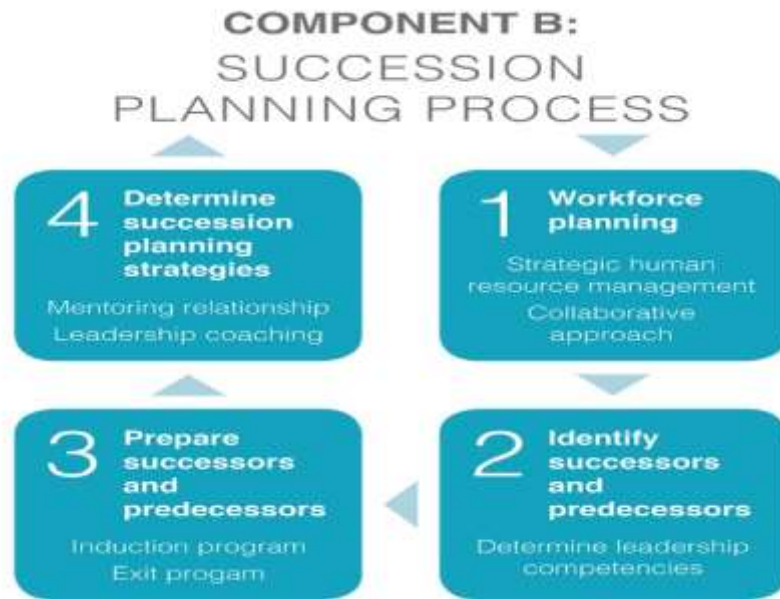 COMPONENT B:
SUCCESSION
PLANNING PROCESS
1 Workforce
planning
Strategic human
resource management
Collaborative
approach
2 Identify
successors
and
predecessors
Determine leadership
competencies
3 Prepare
successors
and
predecessors
Induction program
Exit progam
4 Determine
succession
planning
strategies
Mentoring relationship
Leadership coaching